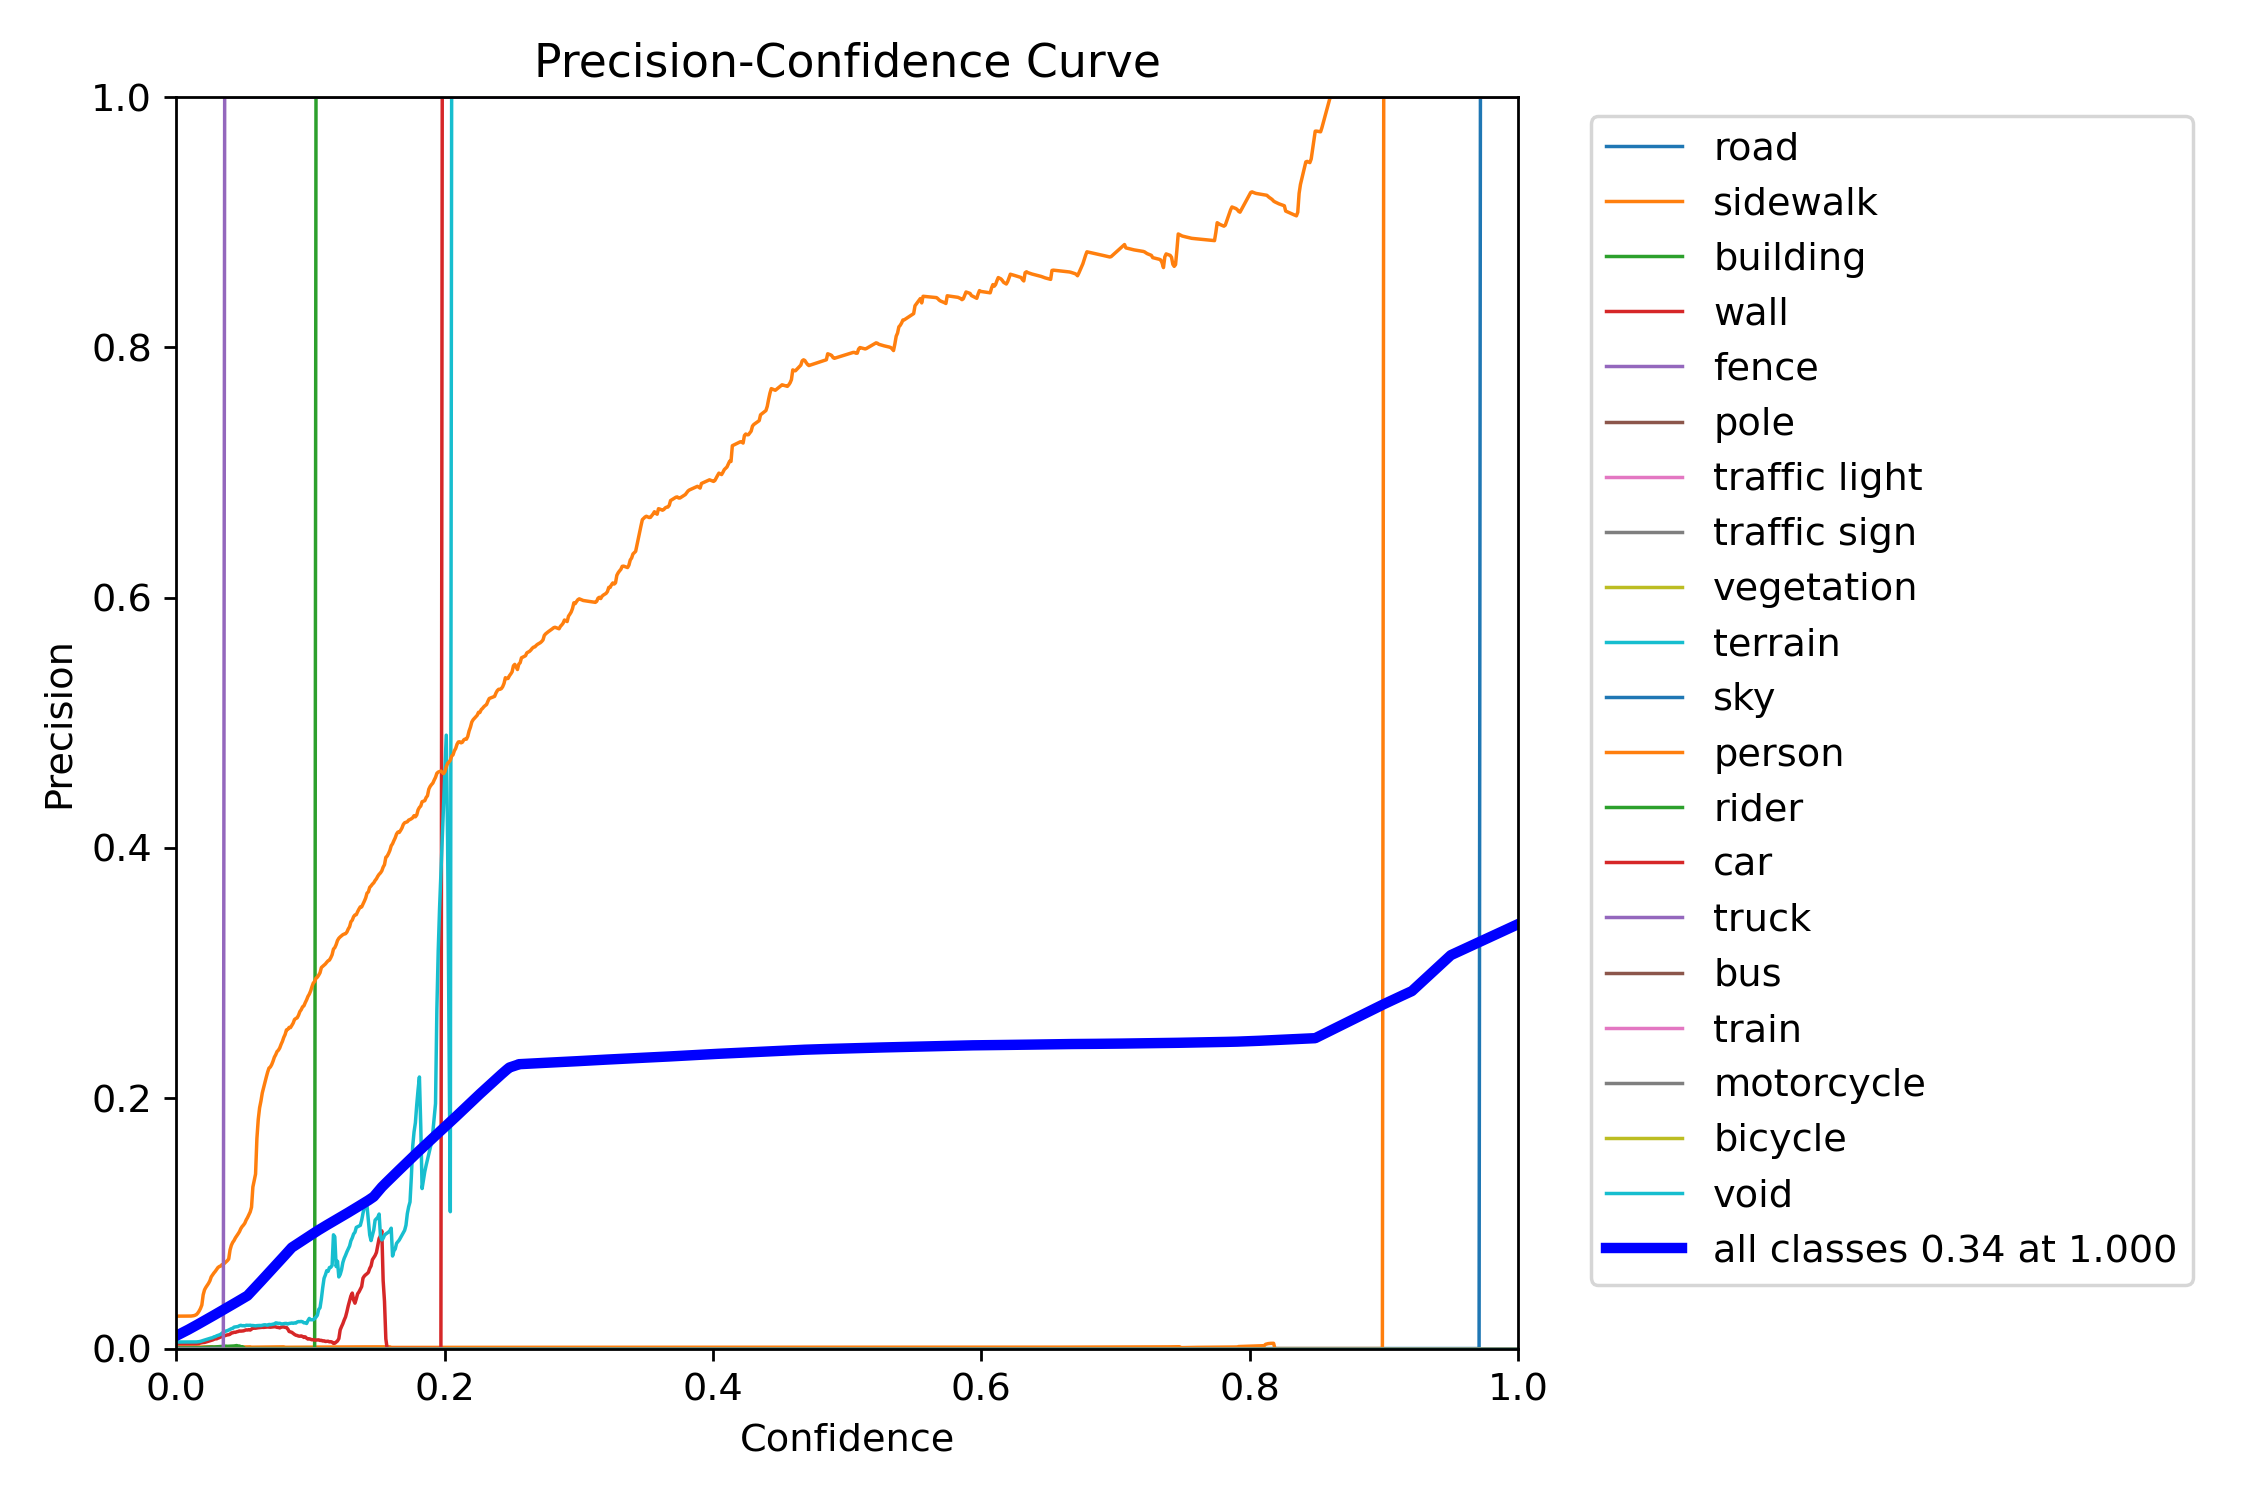 Precision-Confidence Curve
1.0
0.8
0.6
0.4
0.2
0.0
Precision
0.0 0.2 0.4 0.6 0.8 1.0
Confidence
road
sidewalk
building
wall
fence
pole
traffic light
traffic sign
vegetation
terrain
sky
person
rider
car
truck
bus
train
motorcycle
bicycle
void
all classes 0.34 at 1.000